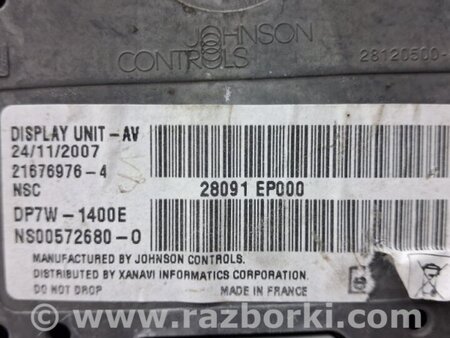 JOHNSON
CONTROLS
28120500-
DISPLAY UNIT-AV
24/11/2007
21676976-4
NSC
28091 EP000
DP7W-1400E
NS00572680-0
MANUFACTURED BY JOHNSON CONTROLS.
DISTRIBUTED BY XANAVI INFORMATICS CORPORATION.
DO NOT DROP
MADE IN FRANCE
www.razborki.com